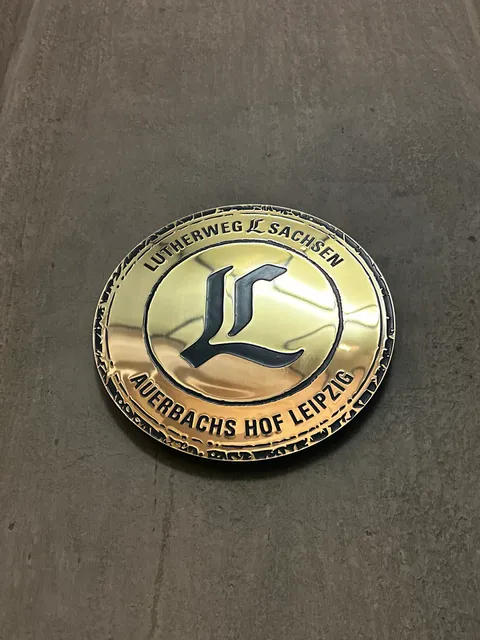 LUTHERWEG L SACHSEN
L
AUERBACHS HOF LEIPZIG